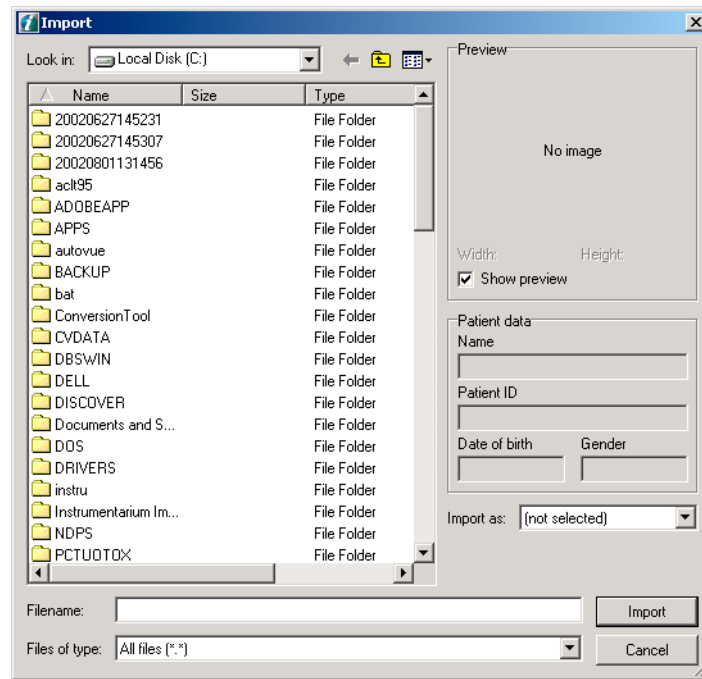 Import
Look in: Local Disk (C:)
Name Size Type
20020627145231 File Folder
20020627145307 File Folder
20020801131456 File Folder
aclt95 File Folder
ADOBEAPP File Folder
APPS File Folder
autovue File Folder
BACKUP File Folder
bat File Folder
ConversionTool File Folder
CVDATA File Folder
DBSWIN File Folder
DELL File Folder
DISCOVER File Folder
Documents and S... File Folder
DOS File Folder
DRIVERS File Folder
instru File Folder
Instrumentarium Im... File Folder
NDPS File Folder
PCTUOTOX File Folder
Preview
No image
Width: Height:
Show preview
Patient data
Name
Patient ID
Date of birth Gender
Import as: (not selected)
Filename: Import
Files of type: All files (*.*) Cancel